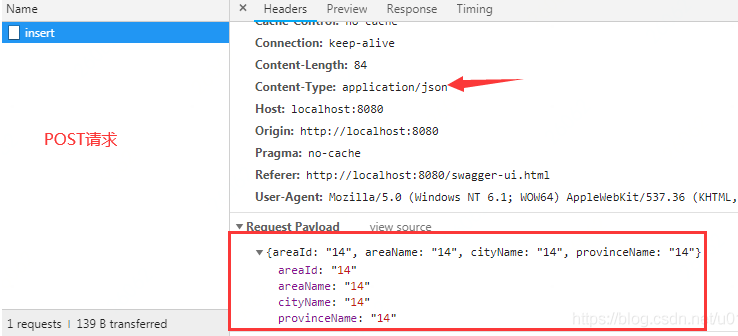 Name
Headers Preview Response Timing
insert
Cache-Control: no-cache
Connection: keep-alive
Content-Length: 84
Content-Type: application/json
Host: localhost:8080
POST请求
Origin: http://localhost:8080
Pragma: no-cache
Referer: http://localhost:8080/swagger-ui.html
User-Agent: Mozilla/5.0 (Windows NT 6.1; WOW64) AppleWebKit/537.36 (KHTML,
Request Payload view source
{areaId: "14", areaName: "14", cityName: "14", provinceName: "14"}
areaId: "14"
areaName: "14"
cityName: "14"
provinceName: "14"
1 requests | 139 B transferred
https://blog.csdn.net/u01